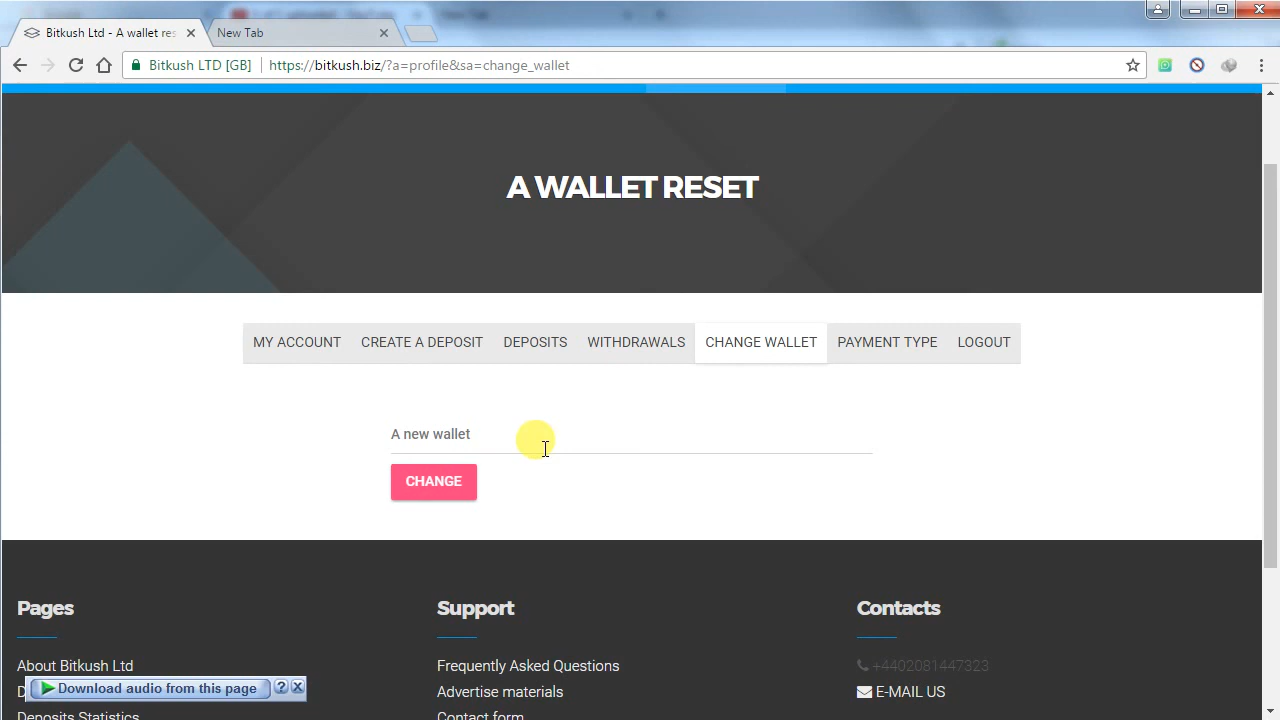 Bitkush Ltd - A wallet res
New Tab
Bitkush LTD [GB]
https://bitkush.biz/?a=profile&sa=change_wallet
A WALLET RESET
MY ACCOUNT CREATE A DEPOSIT DEPOSITS WITHDRAWALS CHANGE WALLET PAYMENT TYPE LOGOUT
A new wallet
CHANGE
Pages
About Bitkush Ltd
D
Download audio from this page ?
Deposits Statistics
Support
Frequently Asked Questions
Advertise materials
Contact form
Contacts
+4402081447323
E-MAIL US